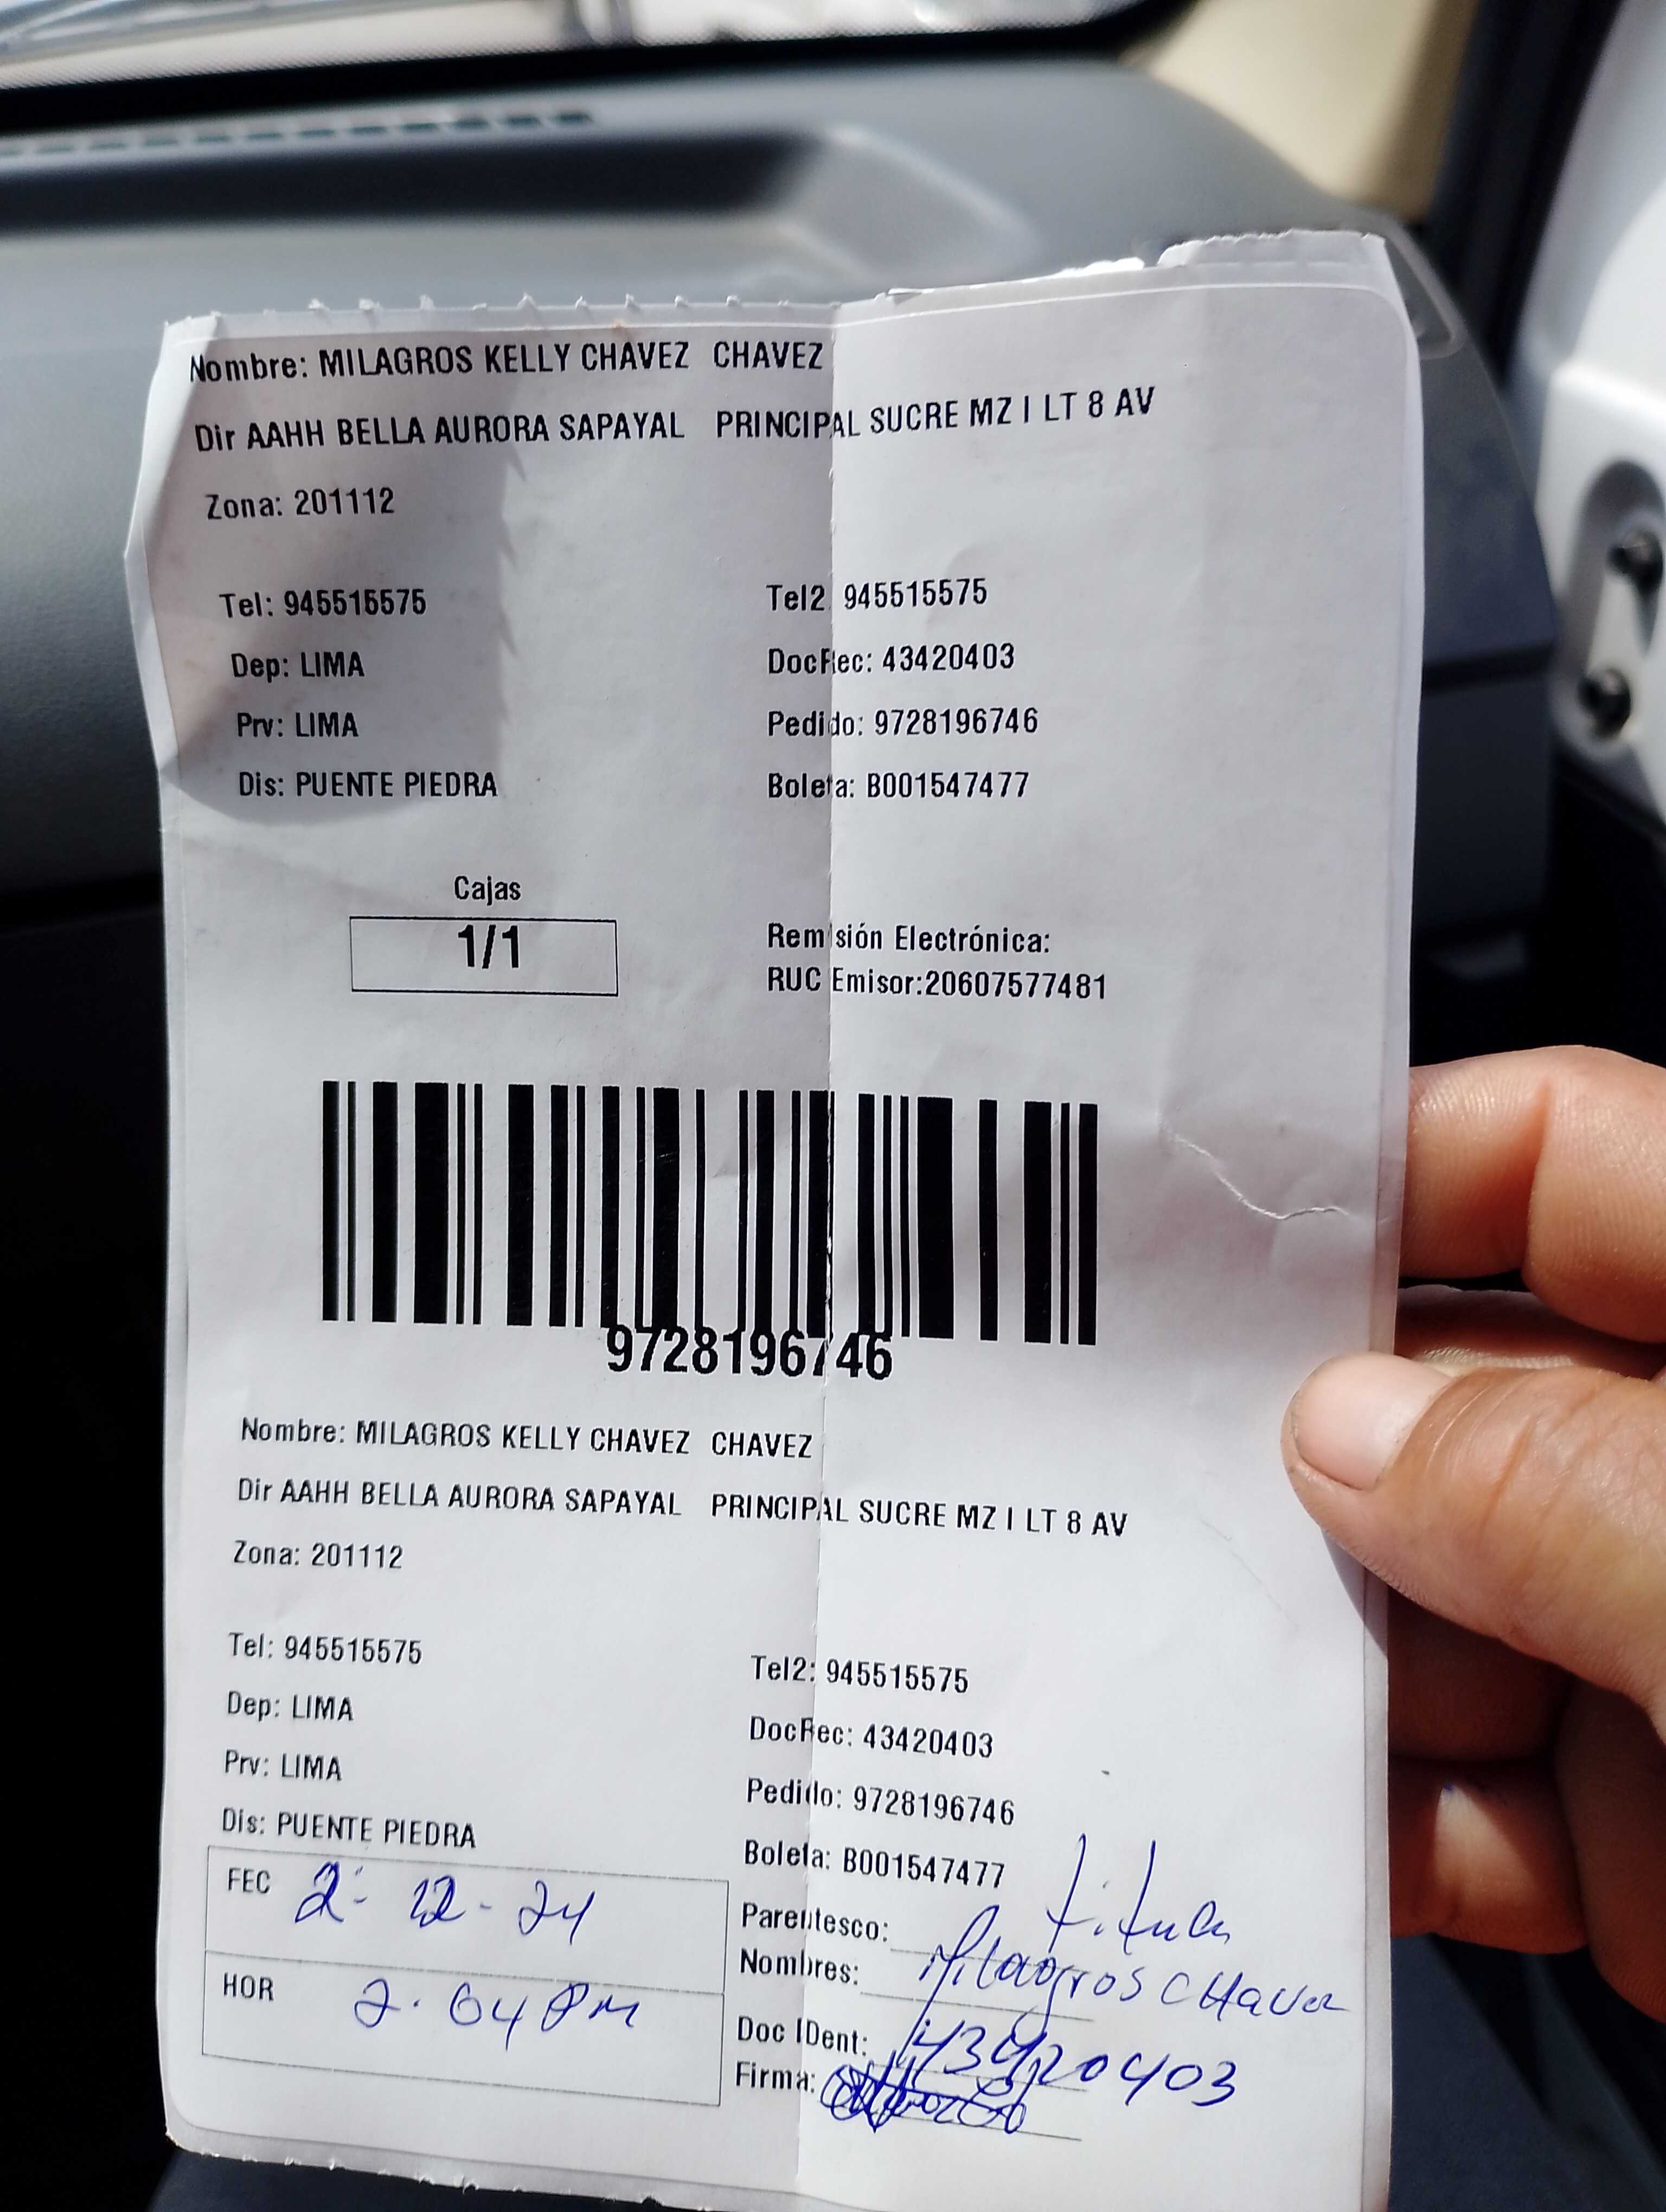 Nombre: MILAGROS KELLY CHAVEZ CHAVEZ
Dir AAHH BELLA AURORA SAPAYAL PRINCIPAL SUCRE MZ I LT 8 AV
Zona: 201112
Tel: 945515575 Tel2 945515575
Dep: LIMA DocRec: 43420403
Prv: LIMA Pedido: 9728196746
Dis: PUENTE PIEDRA Boleta: B001547477
Cajas
1/1
Remisión Electrónica:
RUC Emisor:20607577481
9728196746
Nombre: MILAGROS KELLY CHAVEZ CHAVEZ
Dir AAHH BELLA AURORA SAPAYAL PRINCIPAL SUCRE MZ I LT 8 AV
Zona: 201112
Tel: 945515575 Tel2: 945515575
Dep: LIMA DocRec: 43420403
Prv: LIMA Pedido: 9728196746
Dis: PUENTE PIEDRA Boleta: B001547477
FEC 2-12-24
Parentesco: titular
Nombres: Milagros CHavez
HOR 2.04 PM
Doc IDent: 43420403
Firma: